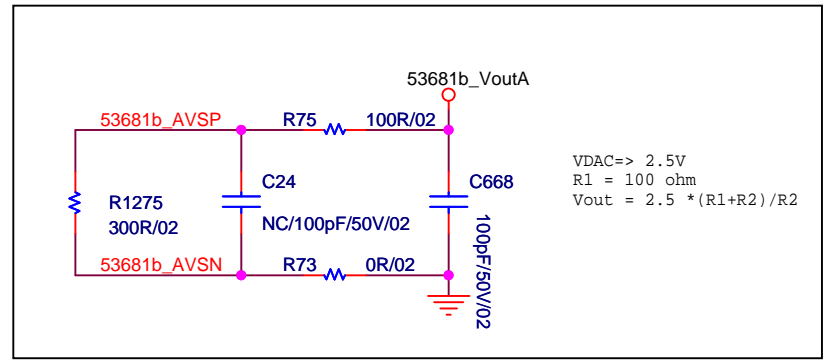 53681b_VoutA
53681b_AVSP
R75
100R/02
VDAC=> 2.5V
R1 = 100 ohm
Vout = 2.5 *(R1+R2)/R2
R1275
300R/02
C24
NC/100pF/50V/02
C668
100pF/50V/02
53681b_AVSN
R73
0R/02